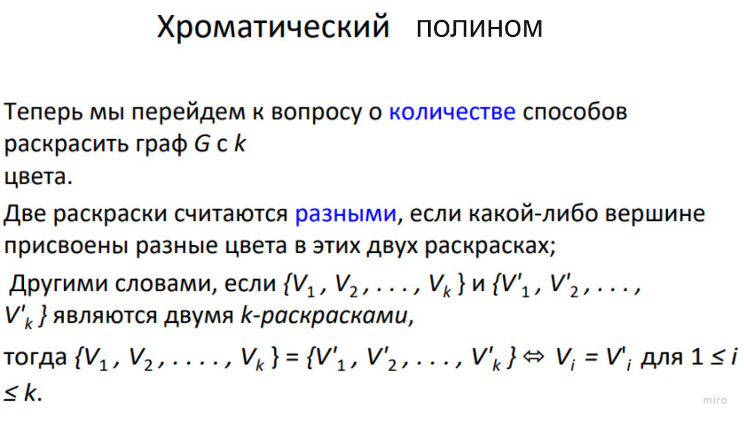 Хроматический полином
Теперь мы перейдем к вопросу о количестве способов
раскрасить граф G с k
цвета.
Две раскраски считаются разными, если какой-либо вершине
присвоены разные цвета в этих двух раскрасках;
Другими словами, если {V₁ , V₂ , . . . , Vₖ } и {V'₁ , V'₂ , . . . ,
V'ₖ } являются двумя k-раскрасками,
тогда {V₁ , V₂ , . . . . , Vₖ } = {V'₁ , V'₂ , . . . , V'ₖ } ⇔ Vᵢ = V'ᵢ для 1 ≤ i
≤ k.
miro